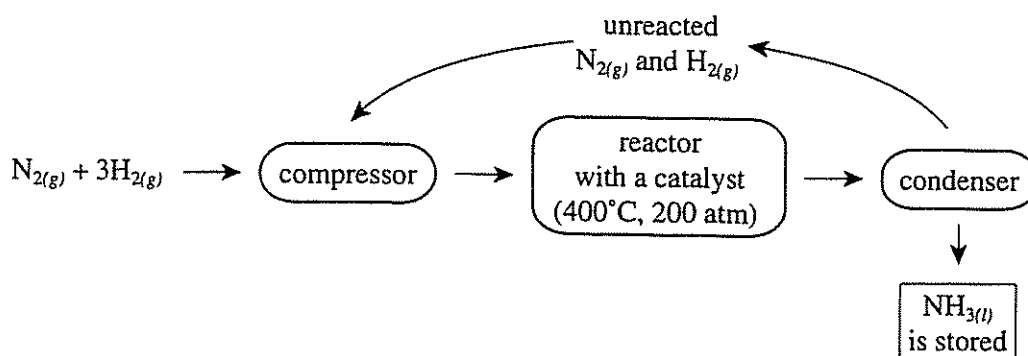 unreacted
N₂(g) and H₂(g)
N₂(g) + 3H₂(g)
compressor
reactor
with a catalyst
(400°C, 200 atm)
condenser
NH₃(l)
is stored